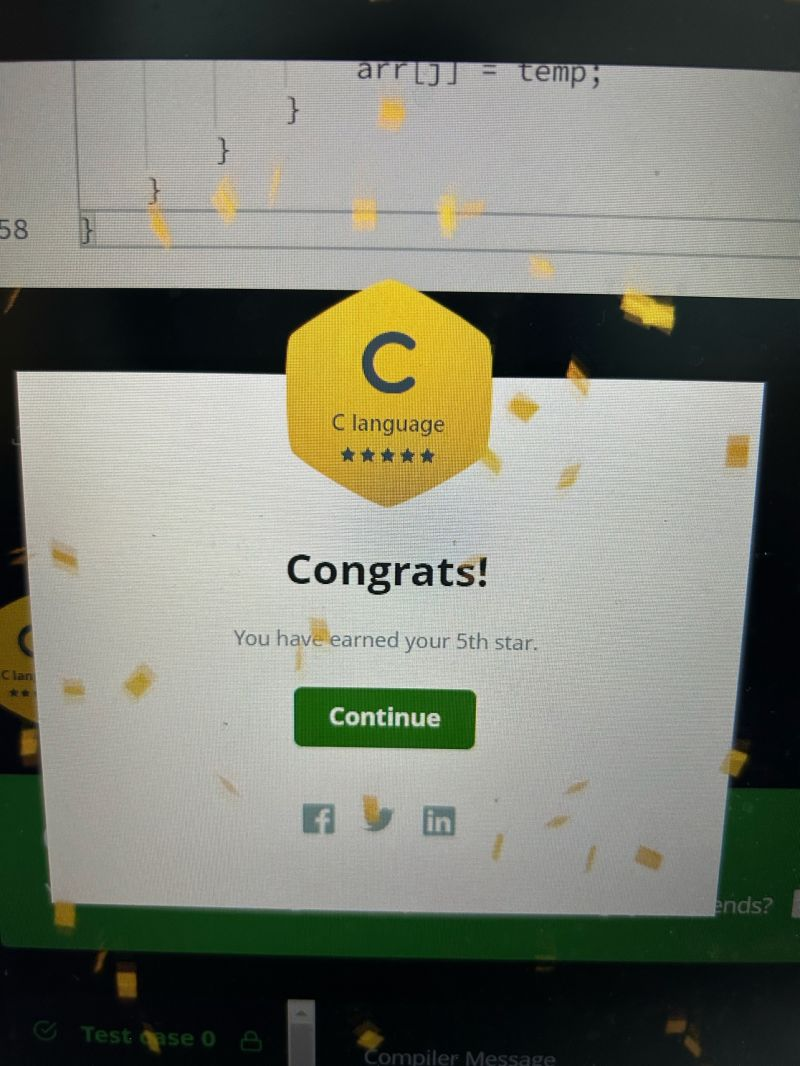 arr[j] = temp;
}
}
}
58
}
C
C language
Congrats!
You have earned your 5th star.
C lan
Continue
ends?
Test case 0
Compiler Message